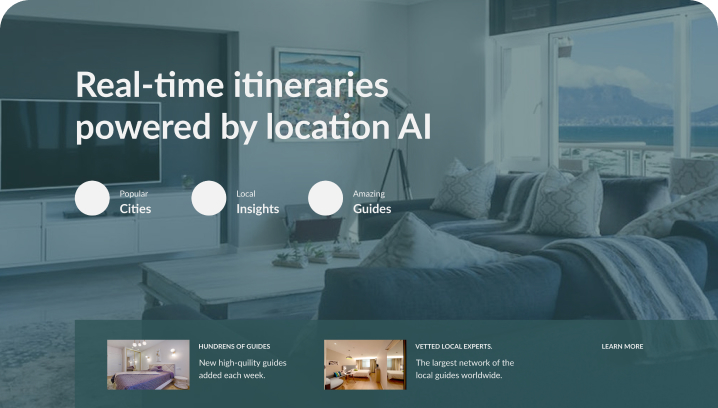 Real-time itineraries
powered by location AI
Popular
Cities
Local
Insights
Amazing
Guides
HUNDRENS OF GUIDES
New high-quility guides
added each week.
VETTED LOCAL EXPERTS.
The largest network of the
local guides worldwide.
LEARN MORE